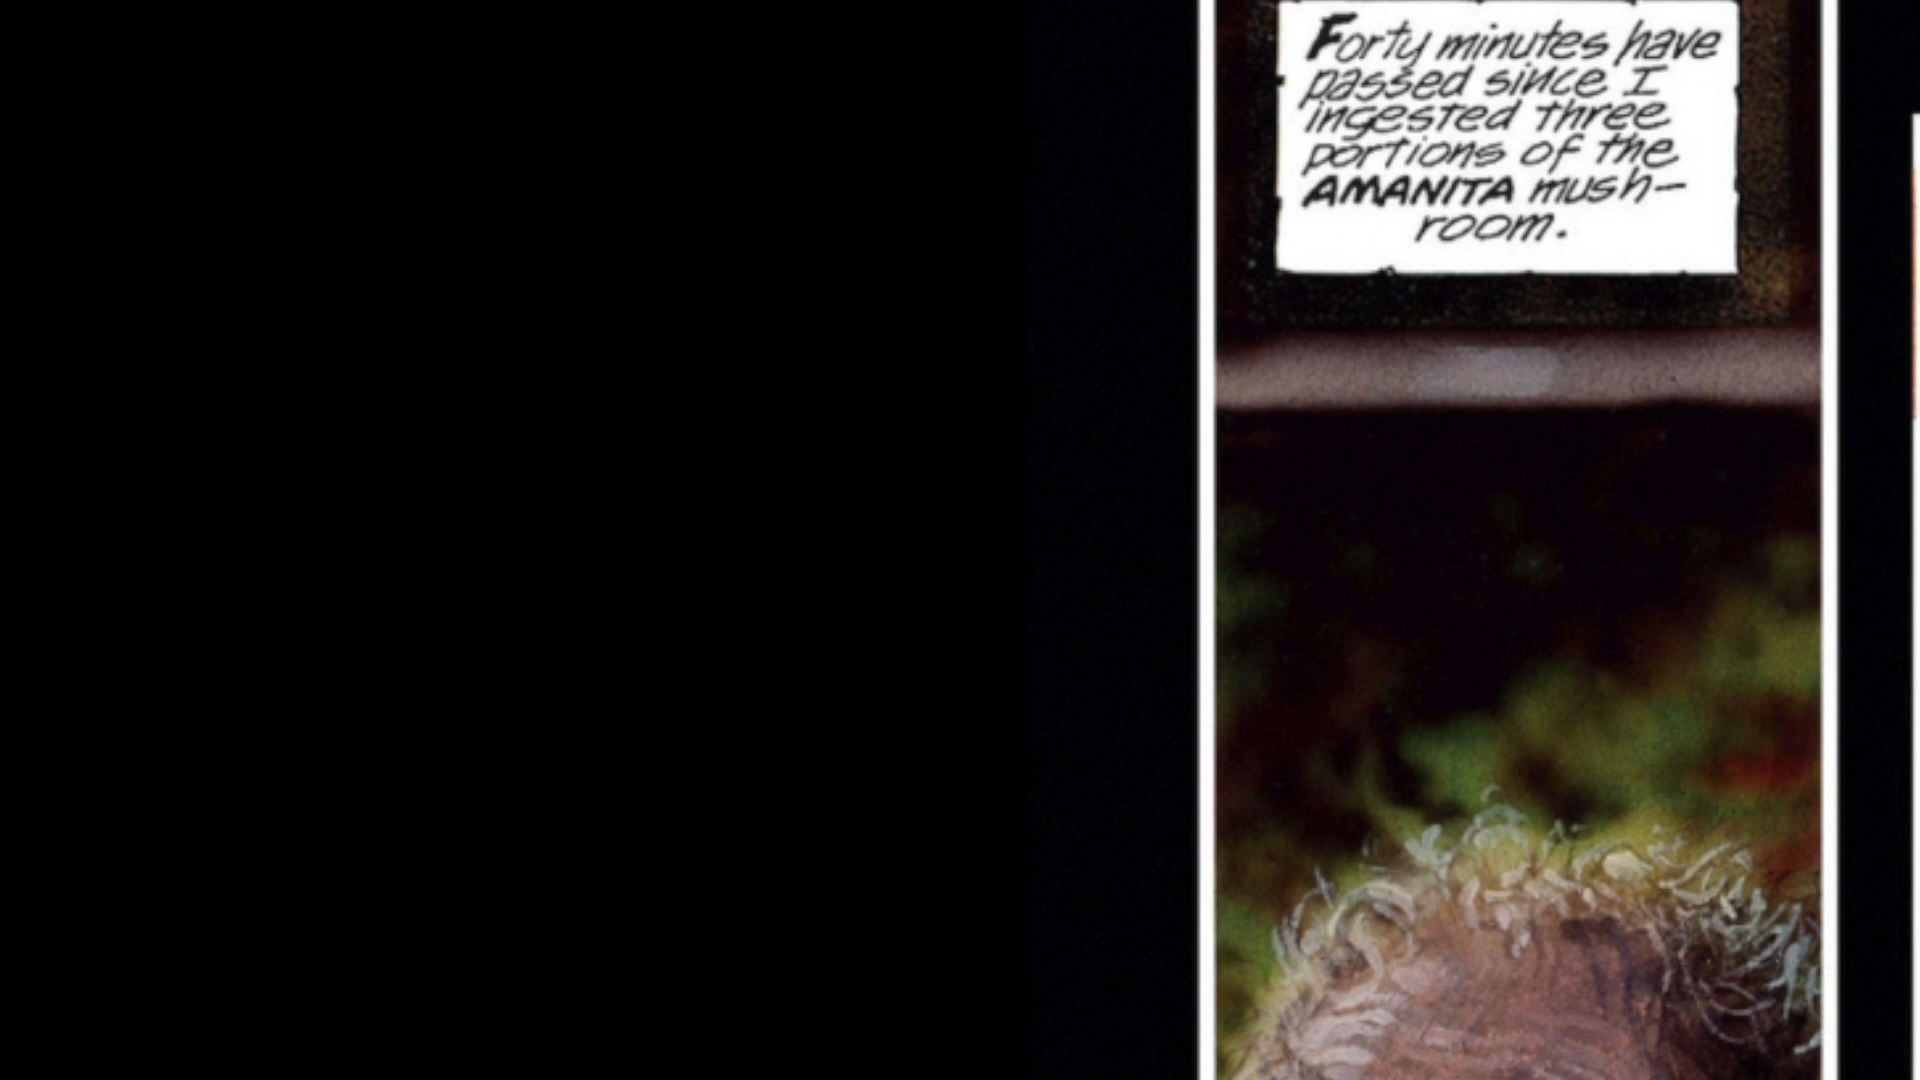 Forty minutes have
passed since I
ingested three
portions of the
AMANITA mush-
room.